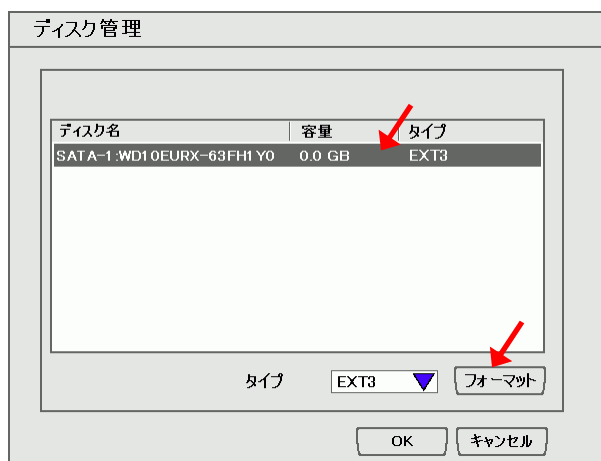 ディスク管理
ディスク名 容量 タイプ
SATA-1:WD10EURX-63FH1Y0 0.0 GB EXT3
タイプ EXT3 フォーマット
OK キャンセル